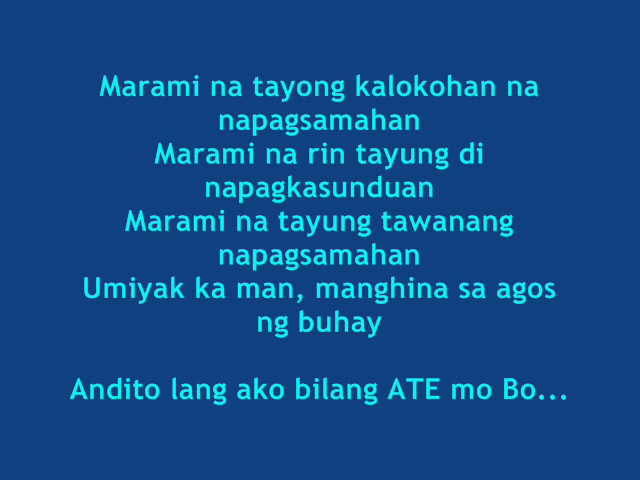 Marami na tayong kalokohan na
napagsamahan
Marami na rin tayung di
napagkasunduan
Marami na tayung tawanang
napagsamahan
Umiyak ka man, manghina sa agos
ng buhay
Andito lang ako bilang ATE mo Bo...